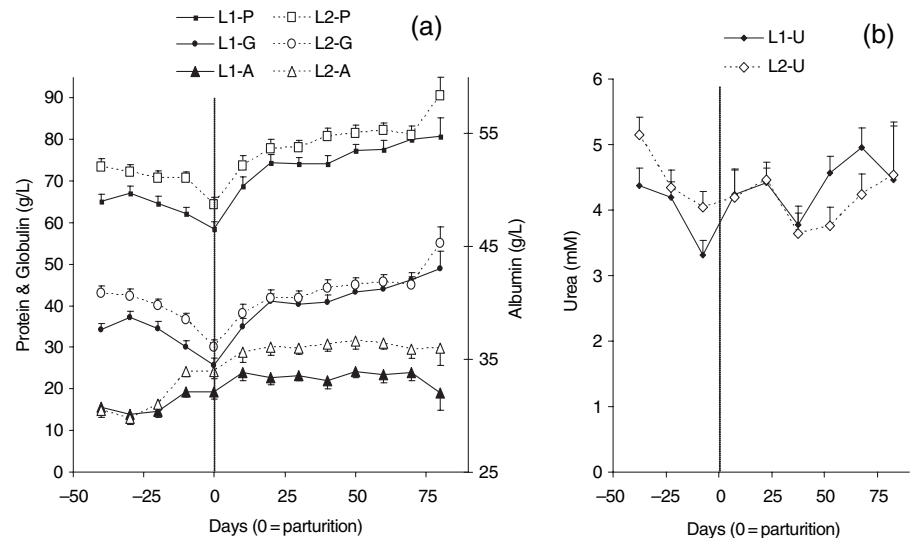 L1-P L2-P
L1-G L2-G
L1-A L2-A
(a)
Protein & Globulin (g/L)
90
80
70
60
50
40
30
20
10
0
Albumin (g/L)
55
45
35
25
−50 −25 0 25 50 75
Days (0 = parturition)
(b)
L1-U
L2-U
Urea (mM)
6
5
4
3
2
1
0
−50 −25 0 25 50 75
Days (0 = parturition)